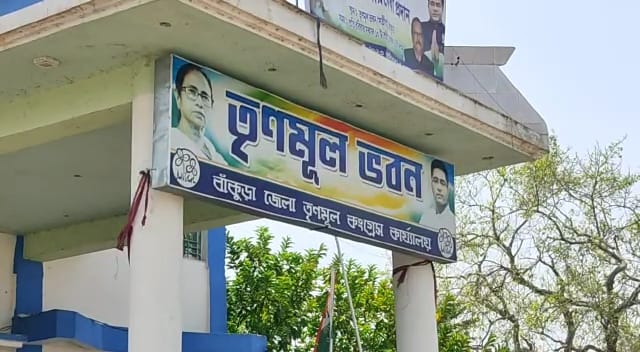 তৃণমূল ভবন
বাঁকুড়া জেলা তৃণমূল কংগ্রেস কার্য্যালয়